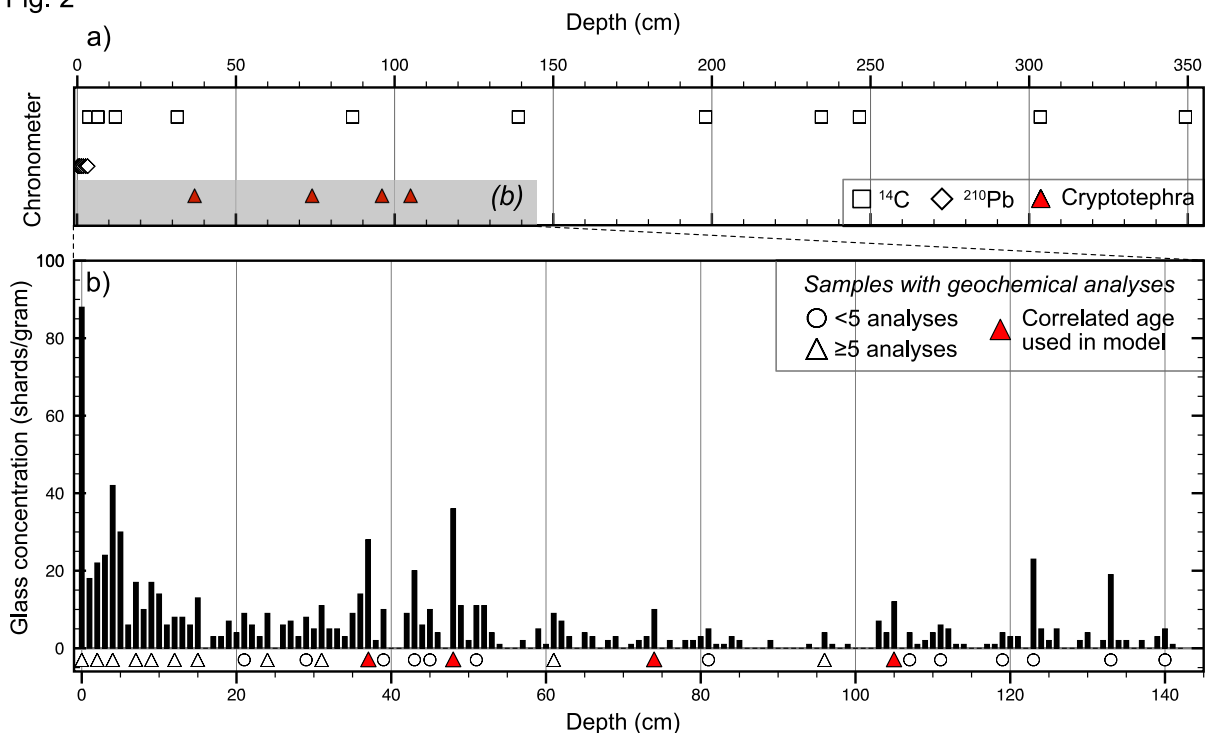 Fig. 2
Depth (cm)
a)
0 50 100 150 200 250 300 350
Chronometer
(b)
14C 210Pb Cryptotephra
b)
Samples with geochemical analyses
<5 analyses
≥5 analyses
Correlated age
used in model
Glass concentration (shards/gram)
100
80
60
40
20
0
0 20 40 60 80 100 120 140
Depth (cm)